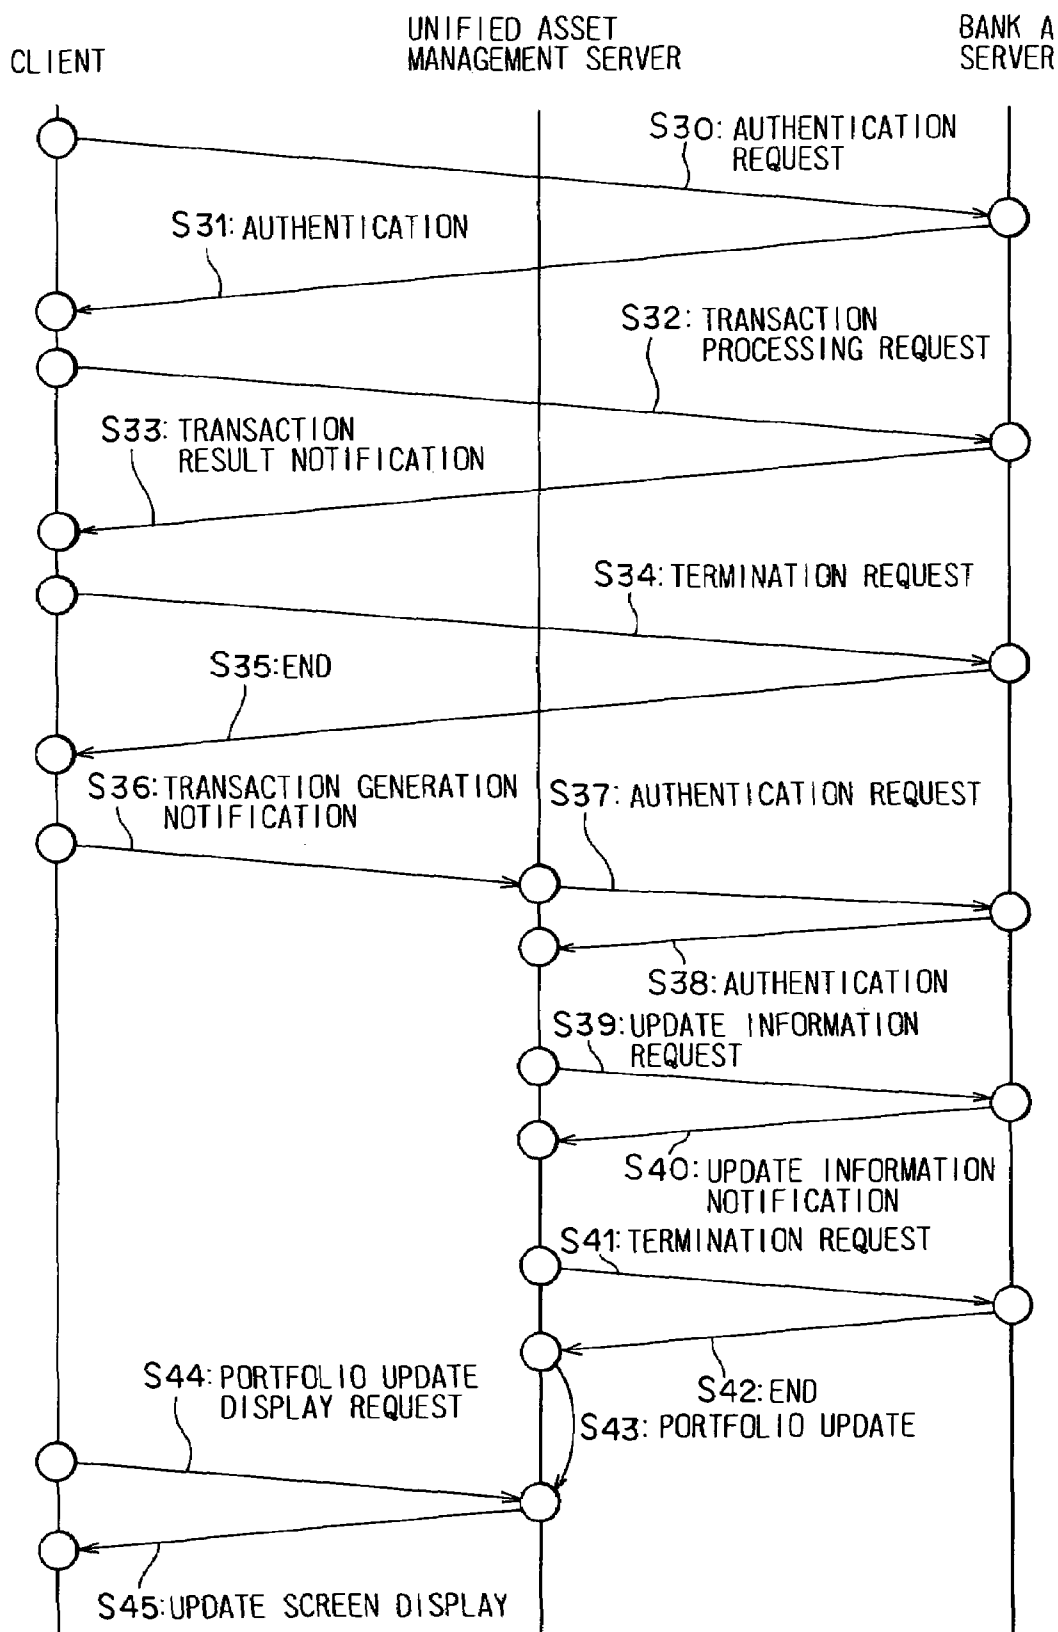 CLIENT
UNIFIED ASSET
MANAGEMENT SERVER
BANK A
SERVER
S30: AUTHENTICATION
REQUEST
S31: AUTHENTICATION
S32: TRANSACTION
PROCESSING REQUEST
S33: TRANSACTION
RESULT NOTIFICATION
S34: TERMINATION REQUEST
S35: END
S36: TRANSACTION GENERATION
NOTIFICATION
S37: AUTHENTICATION REQUEST
S38: AUTHENTICATION
S39: UPDATE INFORMATION
REQUEST
S40: UPDATE INFORMATION
NOTIFICATION
S41: TERMINATION REQUEST
S42: END
S43: PORTFOLIO UPDATE
S44: PORTFOLIO UPDATE
DISPLAY REQUEST
S45: UPDATE SCREEN DISPLAY